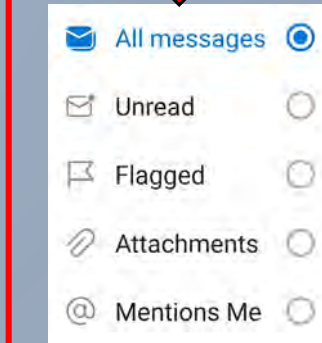 All messages
Unread
Flagged
Attachments
@ Mentions Me